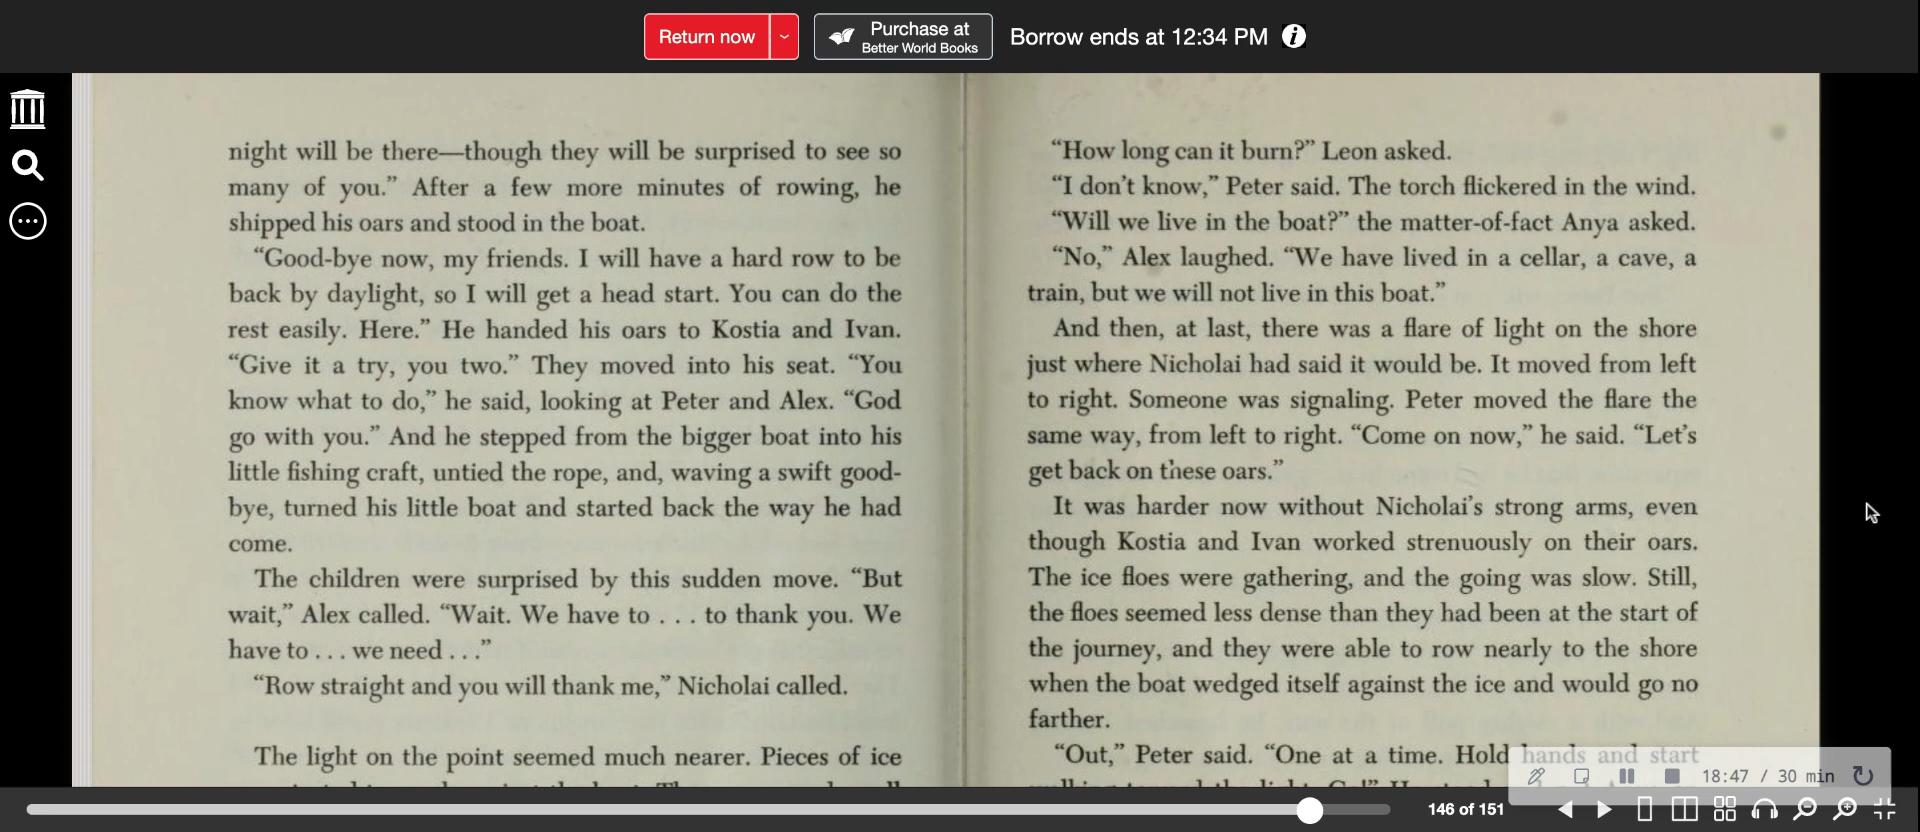 Return now
Purchase at
Better World Books
Borrow ends at 12:34 PM
night will be there—though they will be surprised to see so
many of you.” After a few more minutes of rowing, he
shipped his oars and stood in the boat.
“Good-bye now, my friends. I will have a hard row to be
back by daylight, so I will get a head start. You can do the
rest easily. Here.” He handed his oars to Kostia and Ivan.
“Give it a try, you two.” They moved into his seat. “You
know what to do,” he said, looking at Peter and Alex. “God
go with you.” And he stepped from the bigger boat into his
little fishing craft, untied the rope, and, waving a swift good-
bye, turned his little boat and started back the way he had
come.
The children were surprised by this sudden move. “But
wait,” Alex called. “Wait. We have to . . . to thank you. We
have to . . . we need . . .”
“Row straight and you will thank me,” Nicholai called.
The light on the point seemed much nearer. Pieces of ice
“How long can it burn?” Leon asked.
“I don’t know,” Peter said. The torch flickered in the wind.
“Will we live in the boat?” the matter-of-fact Anya asked.
“No,” Alex laughed. “We have lived in a cellar, a cave, a
train, but we will not live in this boat.”
And then, at last, there was a flare of light on the shore
just where Nicholai had said it would be. It moved from left
to right. Someone was signaling. Peter moved the flare the
same way, from left to right. “Come on now,” he said. “Let’s
get back on these oars.”
It was harder now without Nicholai’s strong arms, even
though Kostia and Ivan worked strenuously on their oars.
The ice floes were gathering, and the going was slow. Still,
the floes seemed less dense than they had been at the start of
the journey, and they were able to row nearly to the shore
when the boat wedged itself against the ice and would go no
farther.
“Out,” Peter said. “One at a time. Hold hands and start
18:47 / 30 min
146 of 151